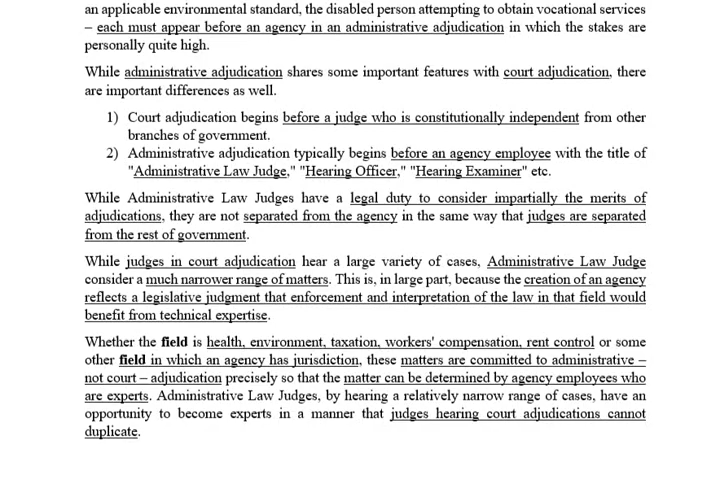 an applicable environmental standard, the disabled person attempting to obtain vocational services
– each must appear before an agency in an administrative adjudication in which the stakes are
personally quite high.
While administrative adjudication shares some important features with court adjudication, there
are important differences as well.
1) Court adjudication begins before a judge who is constitutionally independent from other
branches of government.
2) Administrative adjudication typically begins before an agency employee with the title of
"Administrative Law Judge," "Hearing Officer," "Hearing Examiner" etc.
While Administrative Law Judges have a legal duty to consider impartially the merits of
adjudications, they are not separated from the agency in the same way that judges are separated
from the rest of government.
While judges in court adjudication hear a large variety of cases, Administrative Law Judge
consider a much narrower range of matters. This is, in large part, because the creation of an agency
reflects a legislative judgment that enforcement and interpretation of the law in that field would
benefit from technical expertise.
Whether the field is health, environment, taxation, workers' compensation, rent control or some
other field in which an agency has jurisdiction, these matters are committed to administrative –
not court – adjudication precisely so that the matter can be determined by agency employees who
are experts. Administrative Law Judges, by hearing a relatively narrow range of cases, have an
opportunity to become experts in a manner that judges hearing court adjudications cannot
duplicate.